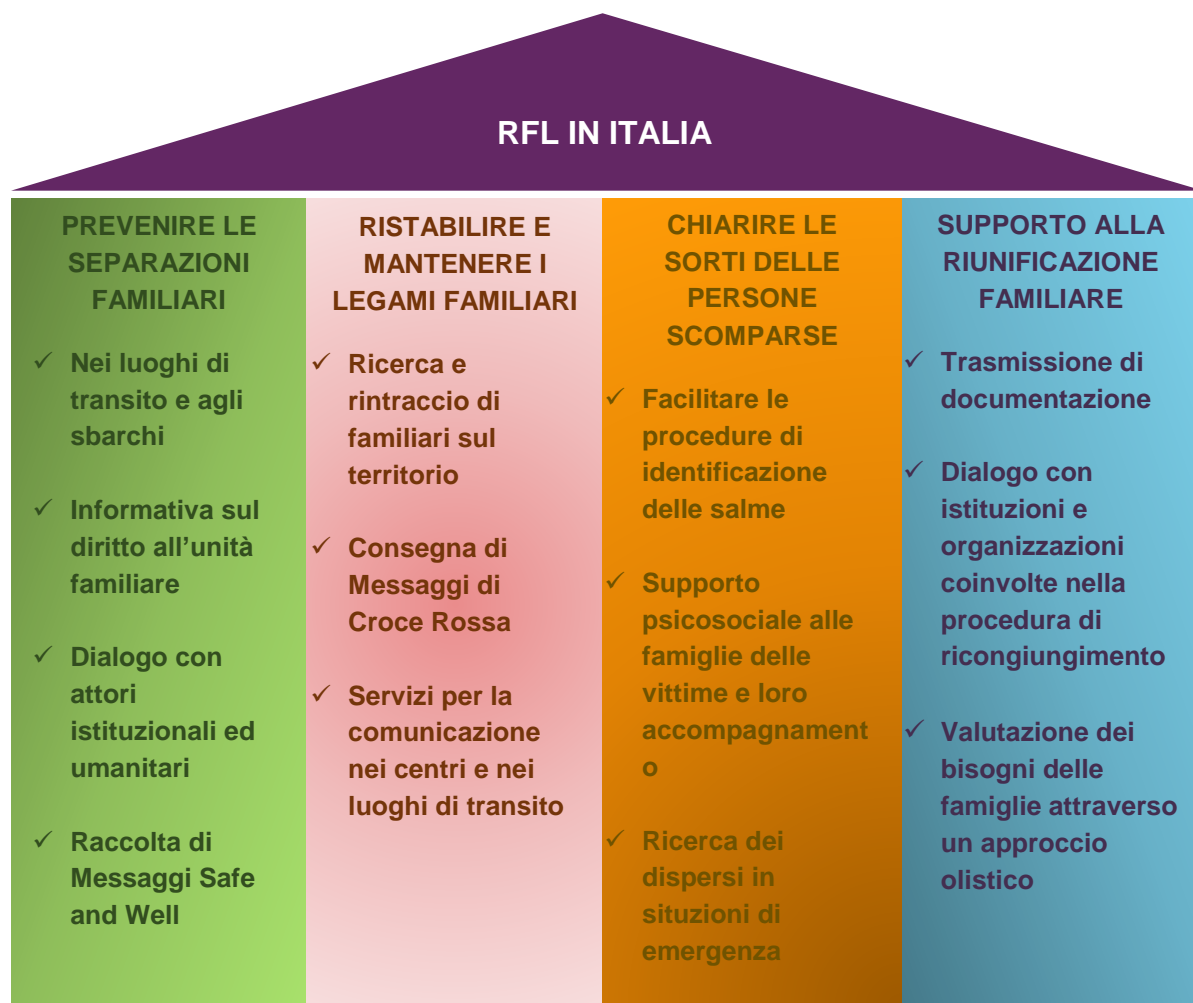 RFL IN ITALIA
PREVENIRE LE
SEPARAZIONI
FAMILIARI
✓ Nei luoghi di
transito e agli
sbarchi
✓ Informativa sul
diritto all’unità
familiare
✓ Dialogo con
attori
istituzionali ed
umanitari
✓ Raccolta di
Messaggi Safe
and Well
RISTABILIRE E
MANTENERE I
LEGAMI FAMILIARI
✓ Ricerca e
rintraccio di
familiari sul
territorio
✓ Consegna di
Messaggi di
Croce Rossa
✓ Servizi per la
comunicazione
nei centri e nei
luoghi di transito
CHIARIRE LE
SORTI DELLE
PERSONE
SCOMPARSE
✓ Facilitare le
procedure di
identificazione
delle salme
✓ Supporto
psicosociale alle
famiglie delle
vittime e loro
accompagnament
o
✓ Ricerca dei
dispersi in
situzioni di
emergenza
SUPPORTO ALLA
RIUNIFICAZIONE
FAMILIARE
✓ Trasmissione di
documentazione
✓ Dialogo con
istituzioni e
organizzazioni
coinvolte nella
procedura di
ricongiungimento
✓ Valutazione dei
bisogni delle
famiglie attraverso
un approccio
olistico